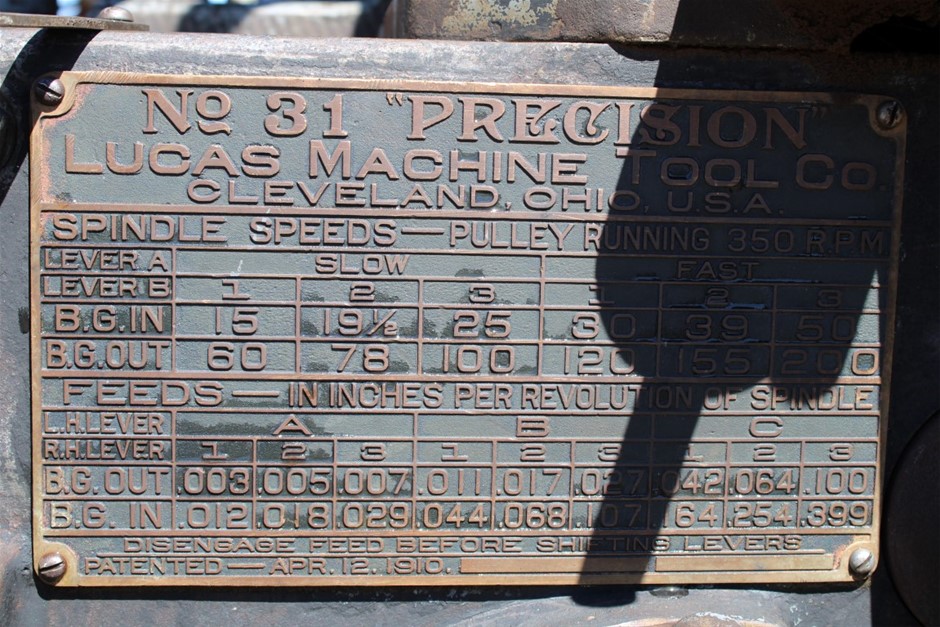 No 31 "PRECISION"
LUCAS MACHINE TOOL CO.
CLEVELAND, OHIO, U.S.A.
SPINDLE SPEEDS — PULLEY RUNNING 350 R.P.M
LEVER A SLOW FAST
LEVER B 1 2 3 1 2 3
B.G. IN 15 19½ 25 30 39 50
B.G. OUT 60 78 100 120 155 200
FEEDS — IN INCHES PER REVOLUTION OF SPINDLE
L.H. LEVER A B C
R.H. LEVER 1 2 3 1 2 3 1 2 3
B.G. OUT .003 .005 .007 .011 .017 .027 .042 .064 .100
B.G. IN .012 .018 .029 .044 .068 .107 .164 .254 .399
DISENGAGE FEED BEFORE SHIFTING LEVERS
PATENTED — APR. 12. 1910.